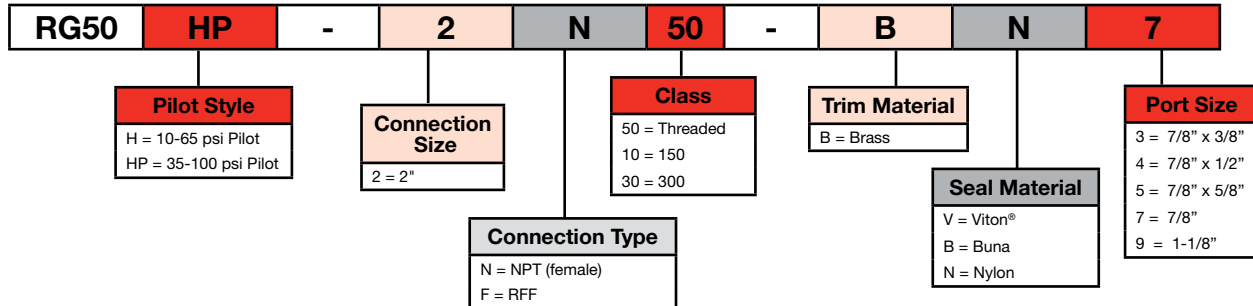 RG50 HP - 2 N 50 - B N 7
Pilot Style
H = 10-65 psi Pilot
HP = 35-100 psi Pilot
Connection
Size
2 = 2"
Connection Type
N = NPT (female)
F = RFF
Class
50 = Threaded
10 = 150
30 = 300
Trim Material
B = Brass
Seal Material
V = Viton®
B = Buna
N = Nylon
Port Size
3 = 7/8” x 3/8”
4 = 7/8” x 1/2”
5 = 7/8” x 5/8”
7 = 7/8”
9 = 1-1/8”